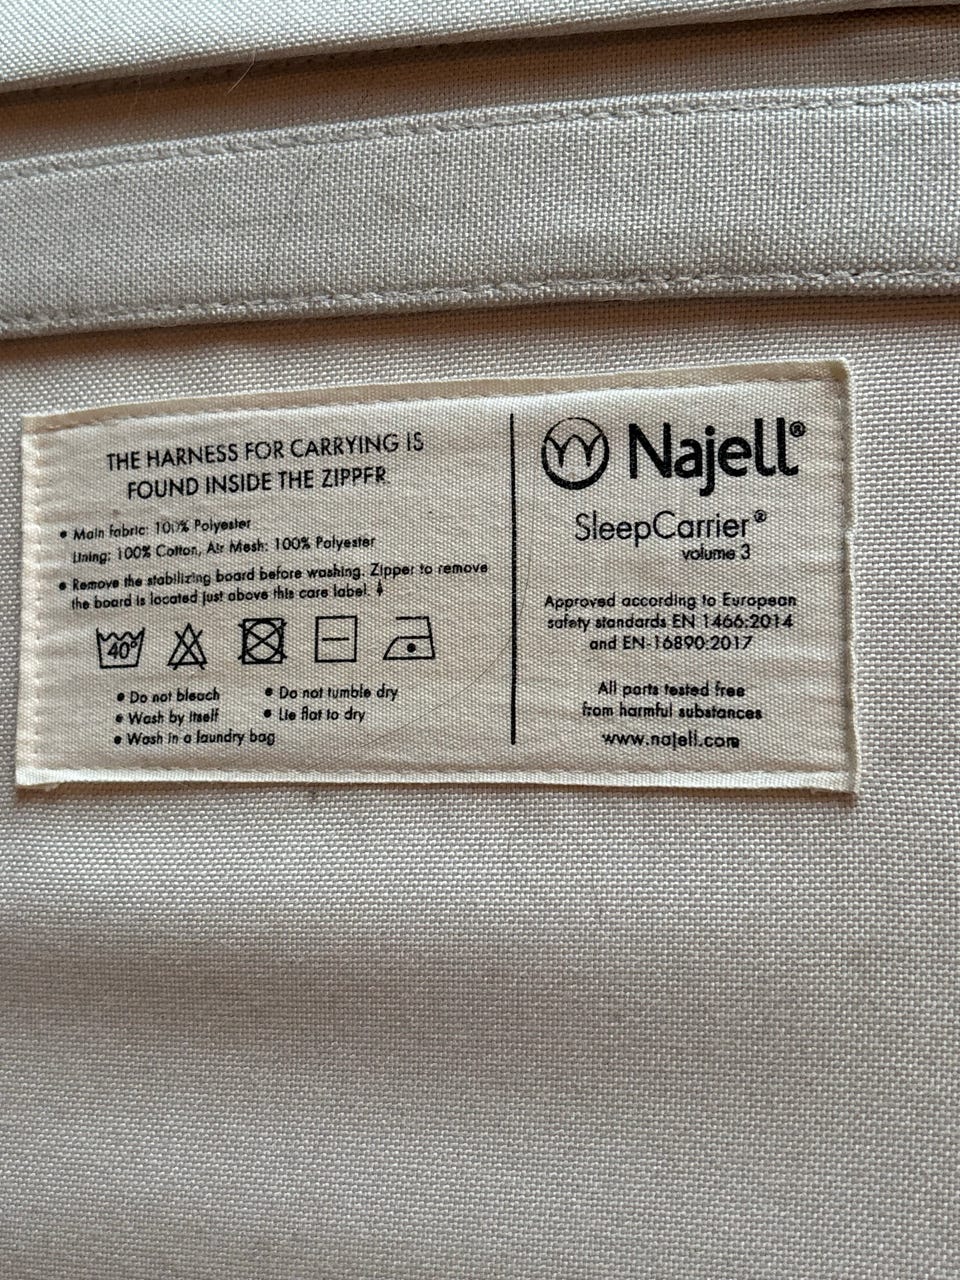 THE HARNESS FOR CARRYING IS
FOUND INSIDE THE ZIPPER
• Main fabric: 100% Polyester
Lining: 100% Cotton, Air Mesh: 100% Polyester
• Remove the stabilizing board before washing. Zipper to remove
the board is located just above this care label.
40°
• Do not bleach
• Wash by itself
• Wash in a laundry bag
• Do not tumble dry
• Lie flat to dry
Najell®
SleepCarrier®
volume 3
Approved according to European
safety standards EN 1466:2014
and EN-16890:2017
All parts tested free
from harmful substances
www.najell.com